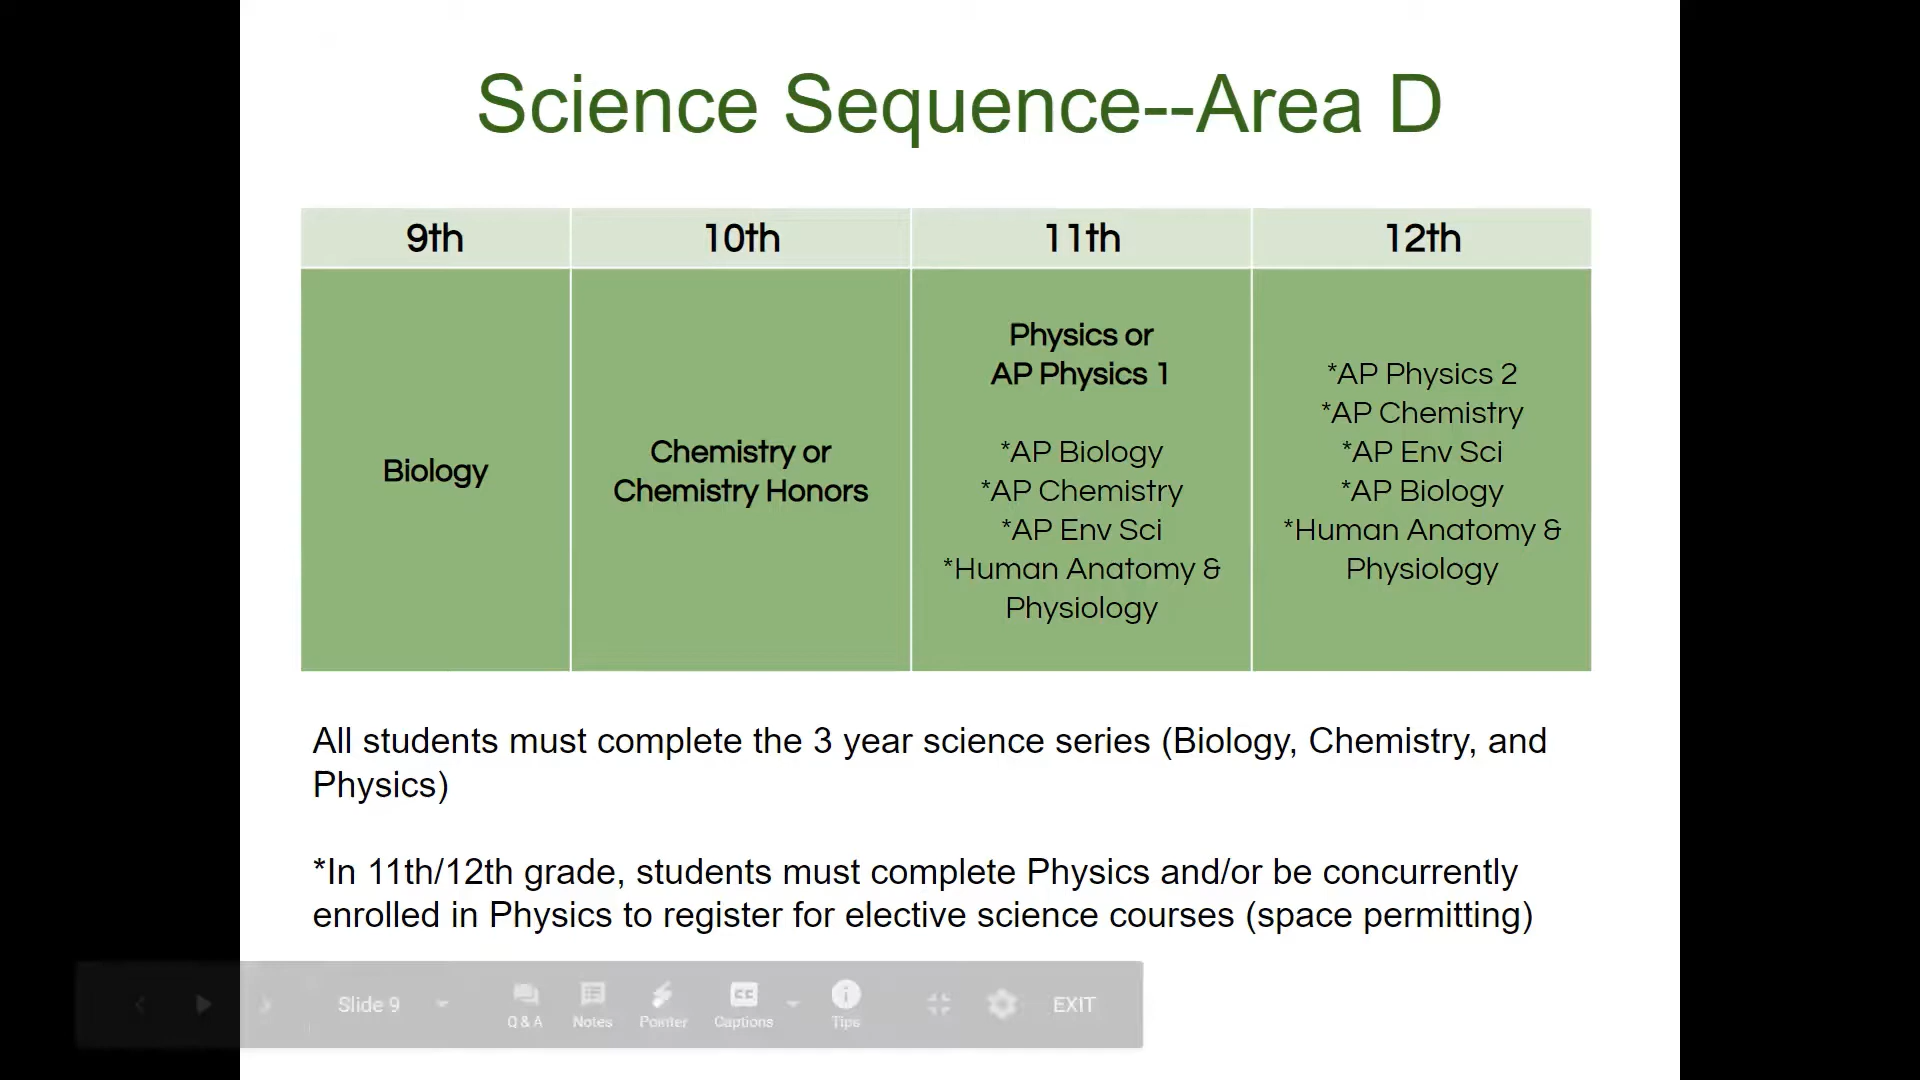 Science Sequence--Area D
9th
10th
11th
12th
Biology
Chemistry or
Chemistry Honors
Physics or
AP Physics 1
*AP Biology
*AP Chemistry
*AP Env Sci
*Human Anatomy &
Physiology
*AP Physics 2
*AP Chemistry
*AP Env Sci
*AP Biology
*Human Anatomy &
Physiology
All students must complete the 3 year science series (Biology, Chemistry, and
Physics)
*In 11th/12th grade, students must complete Physics and/or be concurrently
enrolled in Physics to register for elective science courses (space permitting)
Slide 9
Q & A
Notes
Pointer
CC
Captions
Tips
EXIT